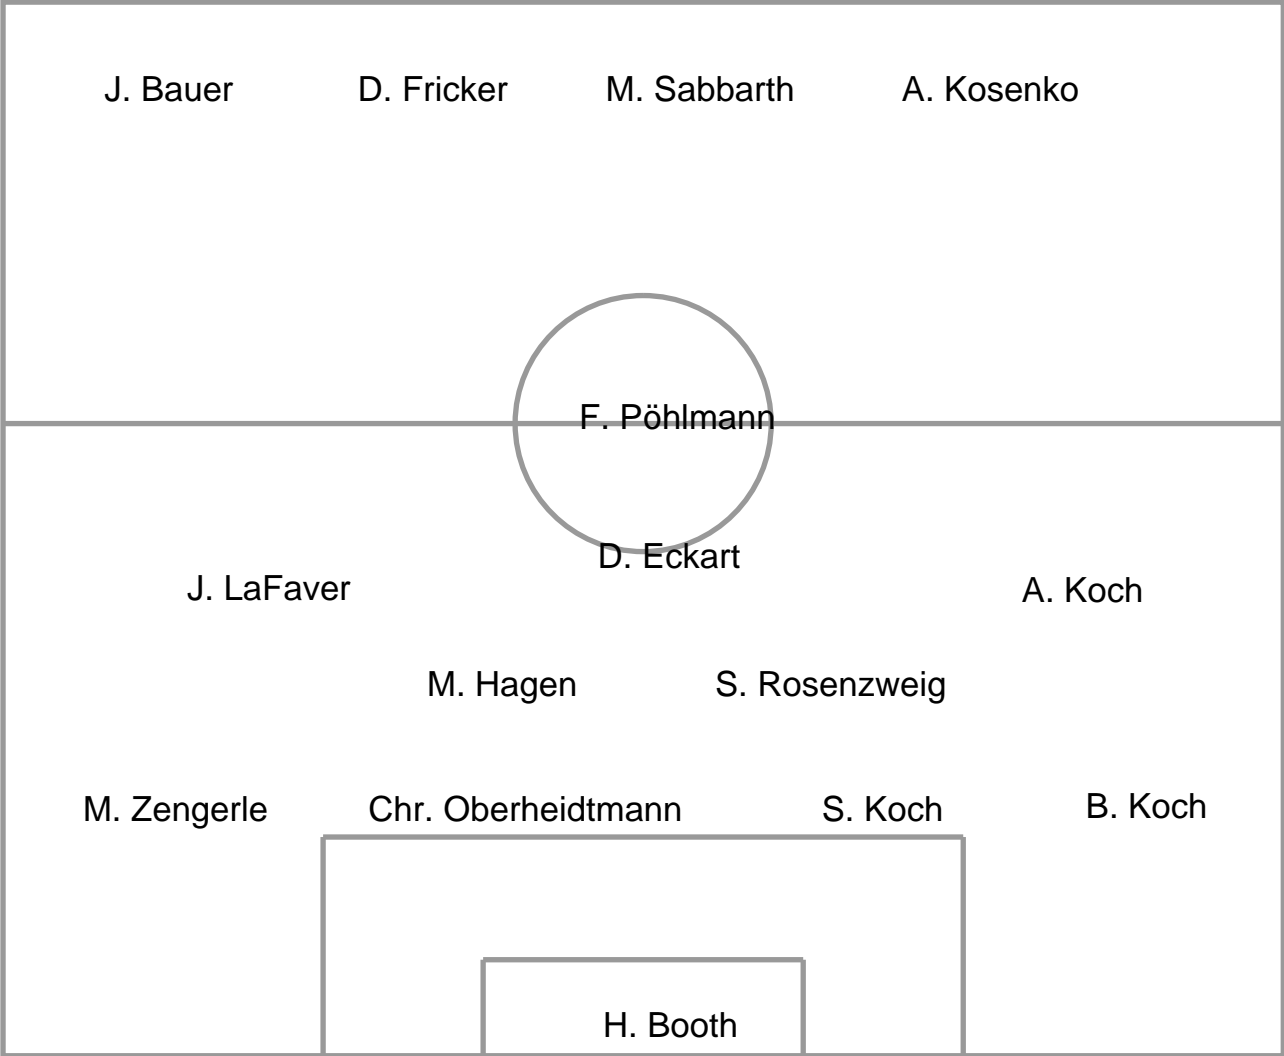 J. Bauer D. Fricker M. Sabbarth A. Kosenko
F. Pöhlmann
D. Eckart
J. LaFaver A. Koch
M. Hagen S. Rosenzweig
M. Zengerle Chr. Oberheidtmann S. Koch B. Koch
H. Booth